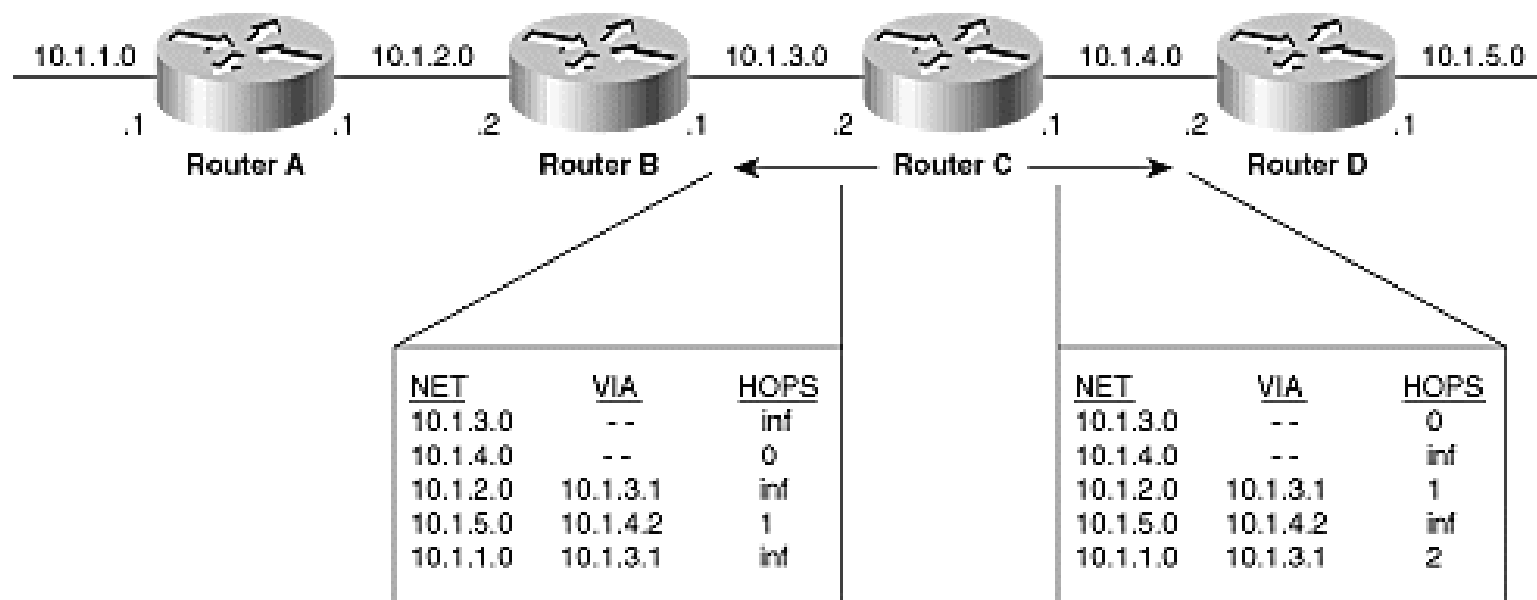 10.1.1.0 10.1.2.0 10.1.3.0 10.1.4.0 10.1.5.0
.1 .1 .2 .1 .2 .1 .2 .1
Router A Router B Router C Router D
NET VIA HOPS
10.1.3.0 -- inf
10.1.4.0 -- 0
10.1.2.0 10.1.3.1 inf
10.1.5.0 10.1.4.2 1
10.1.1.0 10.1.3.1 inf
NET VIA HOPS
10.1.3.0 -- 0
10.1.4.0 -- inf
10.1.2.0 10.1.3.1 1
10.1.5.0 10.1.4.2 inf
10.1.1.0 10.1.3.1 2